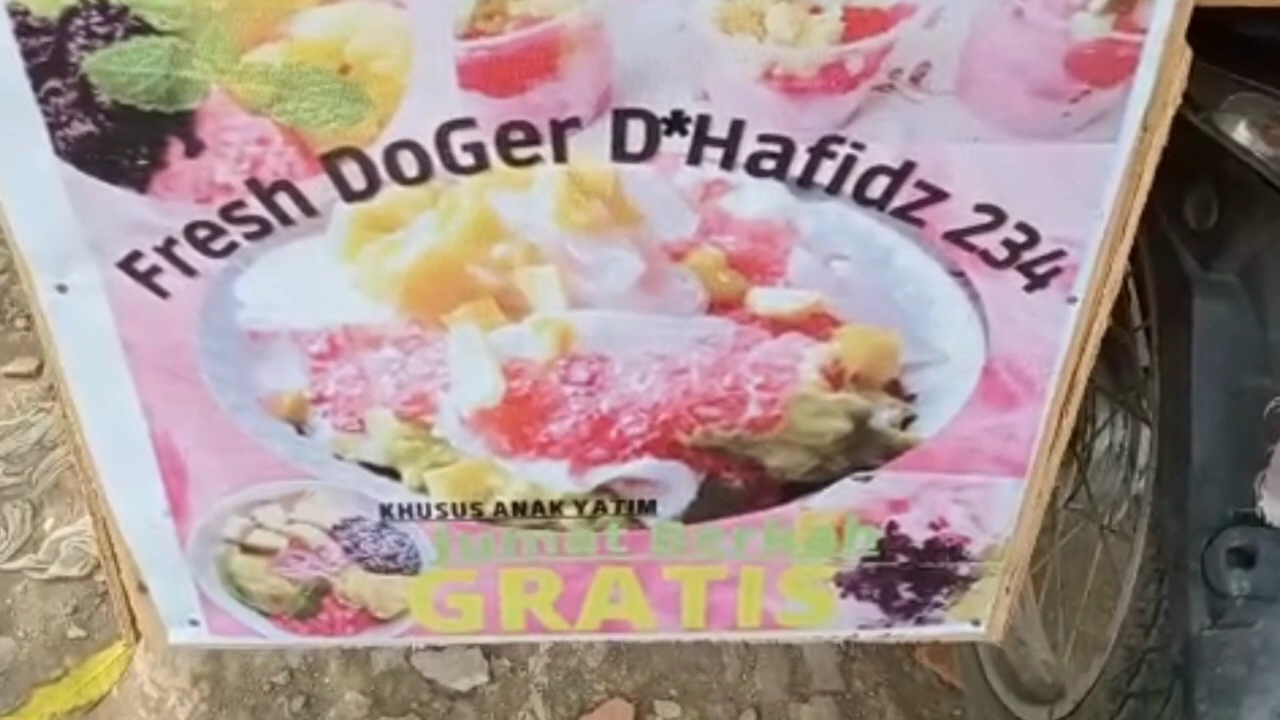 Fresh DoGer D*Hafidz 234
KHUSUS ANAK YATIM
Jumat Berkah
GRATIS